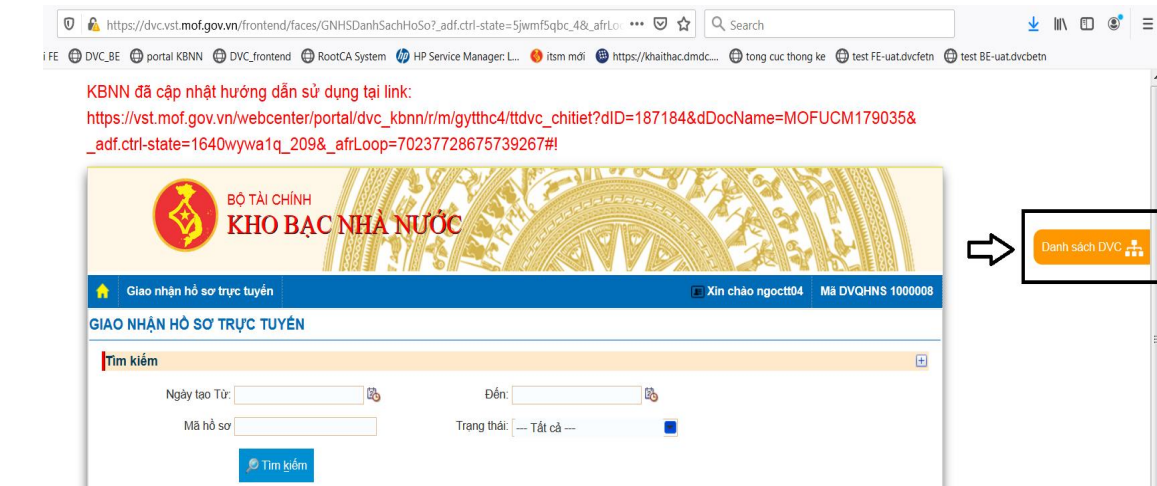 https://dvc.vst.mof.gov.vn/frontend/faces/GNHSDanhSachHoSo?_adf.ctrl-state=5jwmfSqbc_4&_afrLoc ••• Search
i FE DVC_BE portal KBNN DVC_frontend RootCA System HP Service Manager: L... itsm mới https://khaithac.dmdc.... tong cuc thong ke test FE-uat.dvcfetn test BE-uat.dvcbetn
KBNN đã cập nhật hướng dẫn sử dụng tại link:
https://vst.mof.gov.vn/webcenter/portal/dvc_kbnn/r/m/gytthc4/ttdvc_chitiet?dID=187184&dDocName=MOFUCM179035&
_adf.ctrl-state=1640wywa1q_209&_afrLoop=70237728675739267#!
BỘ TÀI CHÍNH
KHO BẠC NHÀ NƯỚC
Danh sách DVC
Giao nhận hồ sơ trực tuyến Xin chào ngoctt04 Mã DVQHNS 1000008
GIAO NHẬN HỒ SƠ TRỰC TUYẾN
Tìm kiếm
Ngày tạo Từ: Đến:
Mã hồ sơ Trạng thái: --- Tất cả ---
Tìm kiếm